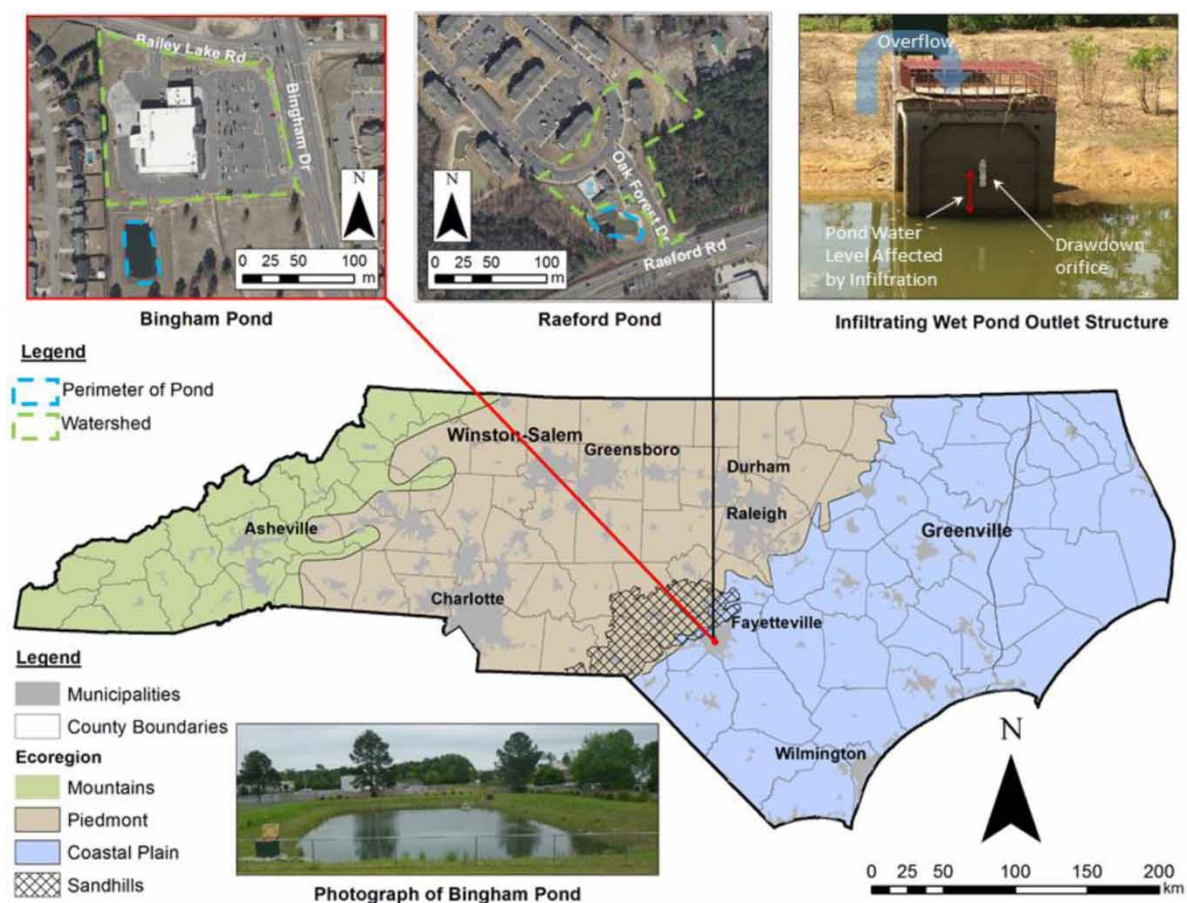 Bailey Lake Rd
Bingham Dr
N
0 25 50 100
m
Bingham Pond
Oak Forest Dr
Raeford Rd
N
0 25 50 100
m
Raeford Pond
Overflow
Pond Water
Level Affected
by Infiltration
Drawdown
orifice
Infiltrating Wet Pond Outlet Structure
Legend
Perimeter of Pond
Watershed
Winston-Salem
Greensboro
Durham
Raleigh
Asheville
Greenville
Charlotte
Fayetteville
Wilmington
Legend
Municipalities
County Boundaries
Ecoregion
Mountains
Piedmont
Coastal Plain
Sandhills
Photograph of Bingham Pond
N
0 25 50 100 150 200
km